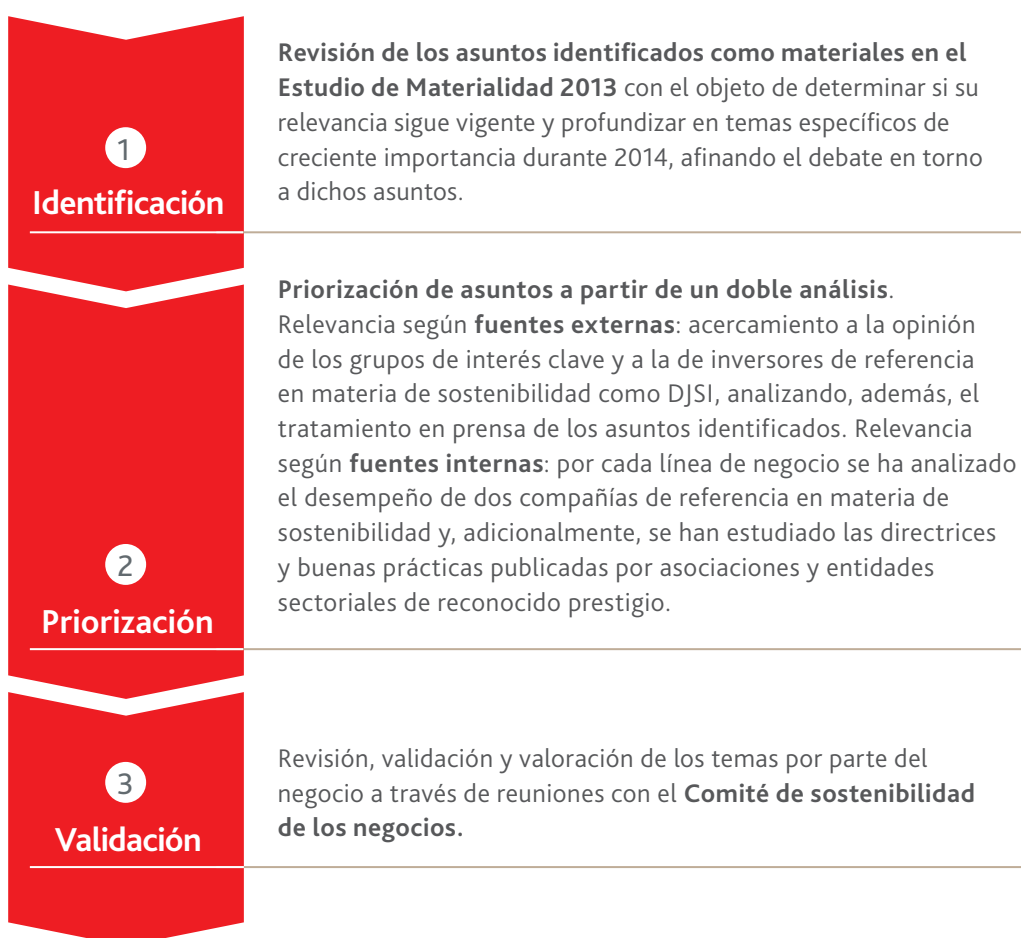 1
Identificación
Revisión de los asuntos identificados como materiales en el
Estudio de Materialidad 2013 con el objeto de determinar si su
relevancia sigue vigente y profundizar en temas específicos de
creciente importancia durante 2014, afinando el debate en torno
a dichos asuntos.
2
Priorización
Priorización de asuntos a partir de un doble análisis.
Relevancia según fuentes externas: acercamiento a la opinión
de los grupos de interés clave y a la de inversores de referencia
en materia de sostenibilidad como DJSI, analizando, además, el
tratamiento en prensa de los asuntos identificados. Relevancia
según fuentes internas: por cada línea de negocio se ha analizado
el desempeño de dos compañías de referencia en materia de
sostenibilidad y, adicionalmente, se han estudiado las directrices
y buenas prácticas publicadas por asociaciones y entidades
sectoriales de reconocido prestigio.
3
Validación
Revisión, validación y valoración de los temas por parte del
negocio a través de reuniones con el Comité de sostenibilidad
de los negocios.